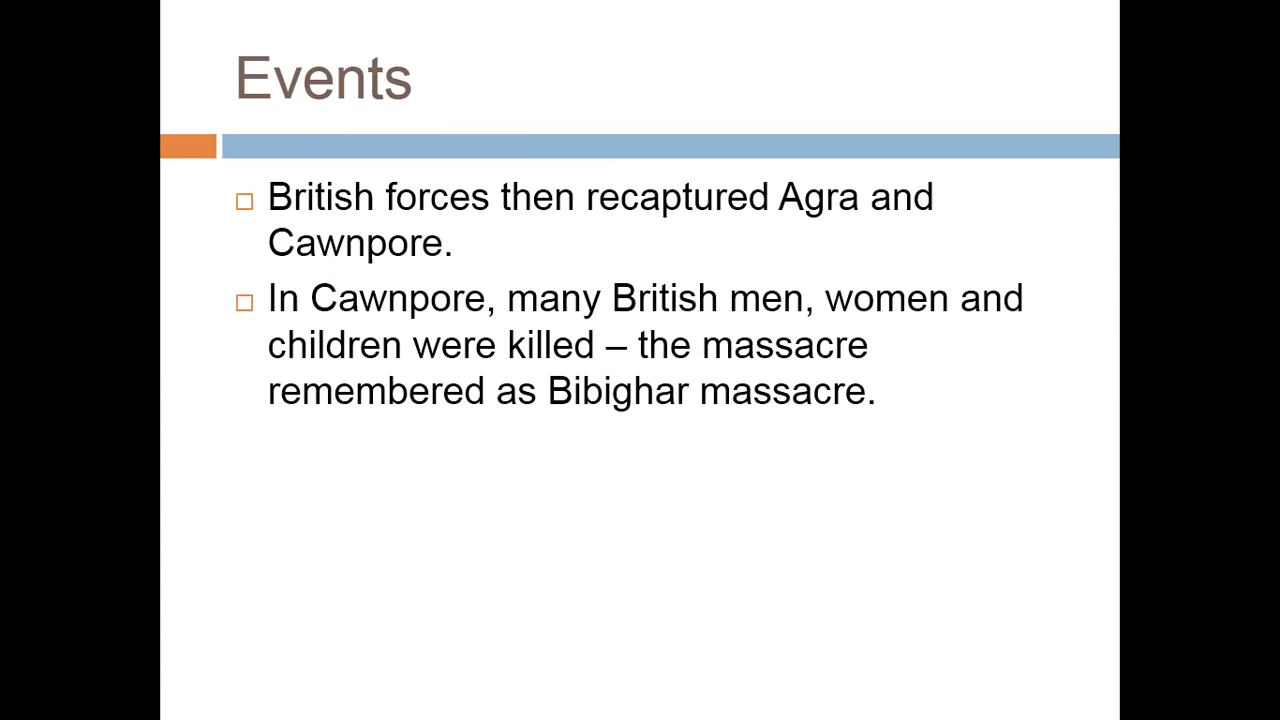 Events
British forces then recaptured Agra and
Cawnpore.
In Cawnpore, many British men, women and
children were killed – the massacre
remembered as Bibighar massacre.